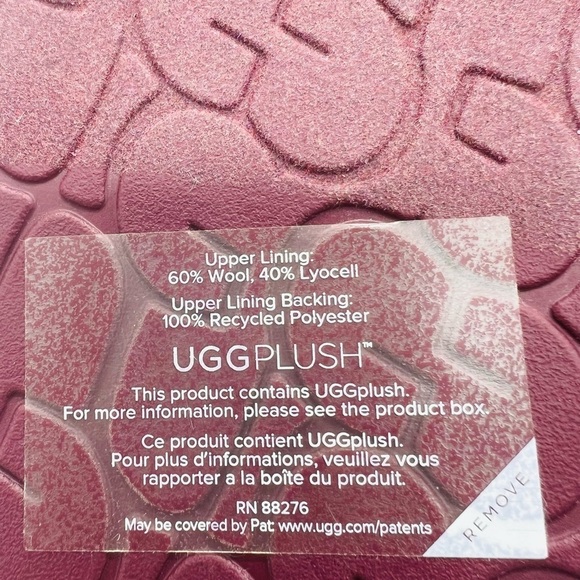 Upper Lining:
60% Wool, 40% Lyocell
Upper Lining Backing:
100% Recycled Polyester
UGGPLUSH™
This product contains UGGplush.
For more information, please see the product box.
Ce produit contient UGGplush.
Pour plus d'informations, veuillez vous
rapporter a la boîte du produit.
RN 88276
May be covered by Pat: www.ugg.com/patents
REMOVE